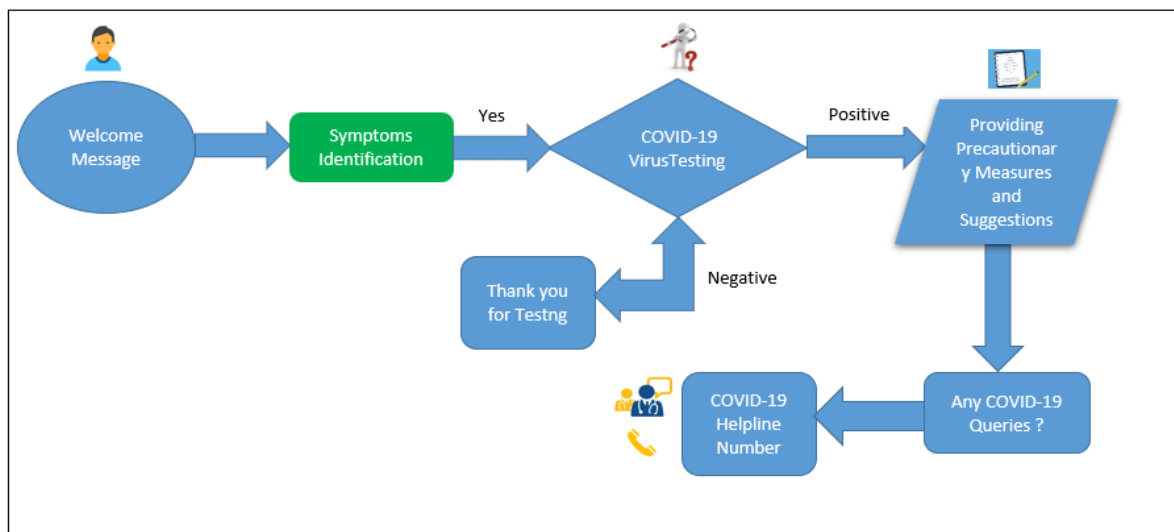 Welcome
Message
Symptoms
Identification
Yes
COVID-19
VirusTesting
Positive
Providing
Precautionar
y Measures
and
Suggestions
Negative
Thank you
for Testng
Any COVID-19
Queries ?
COVID-19
Helpline
Number